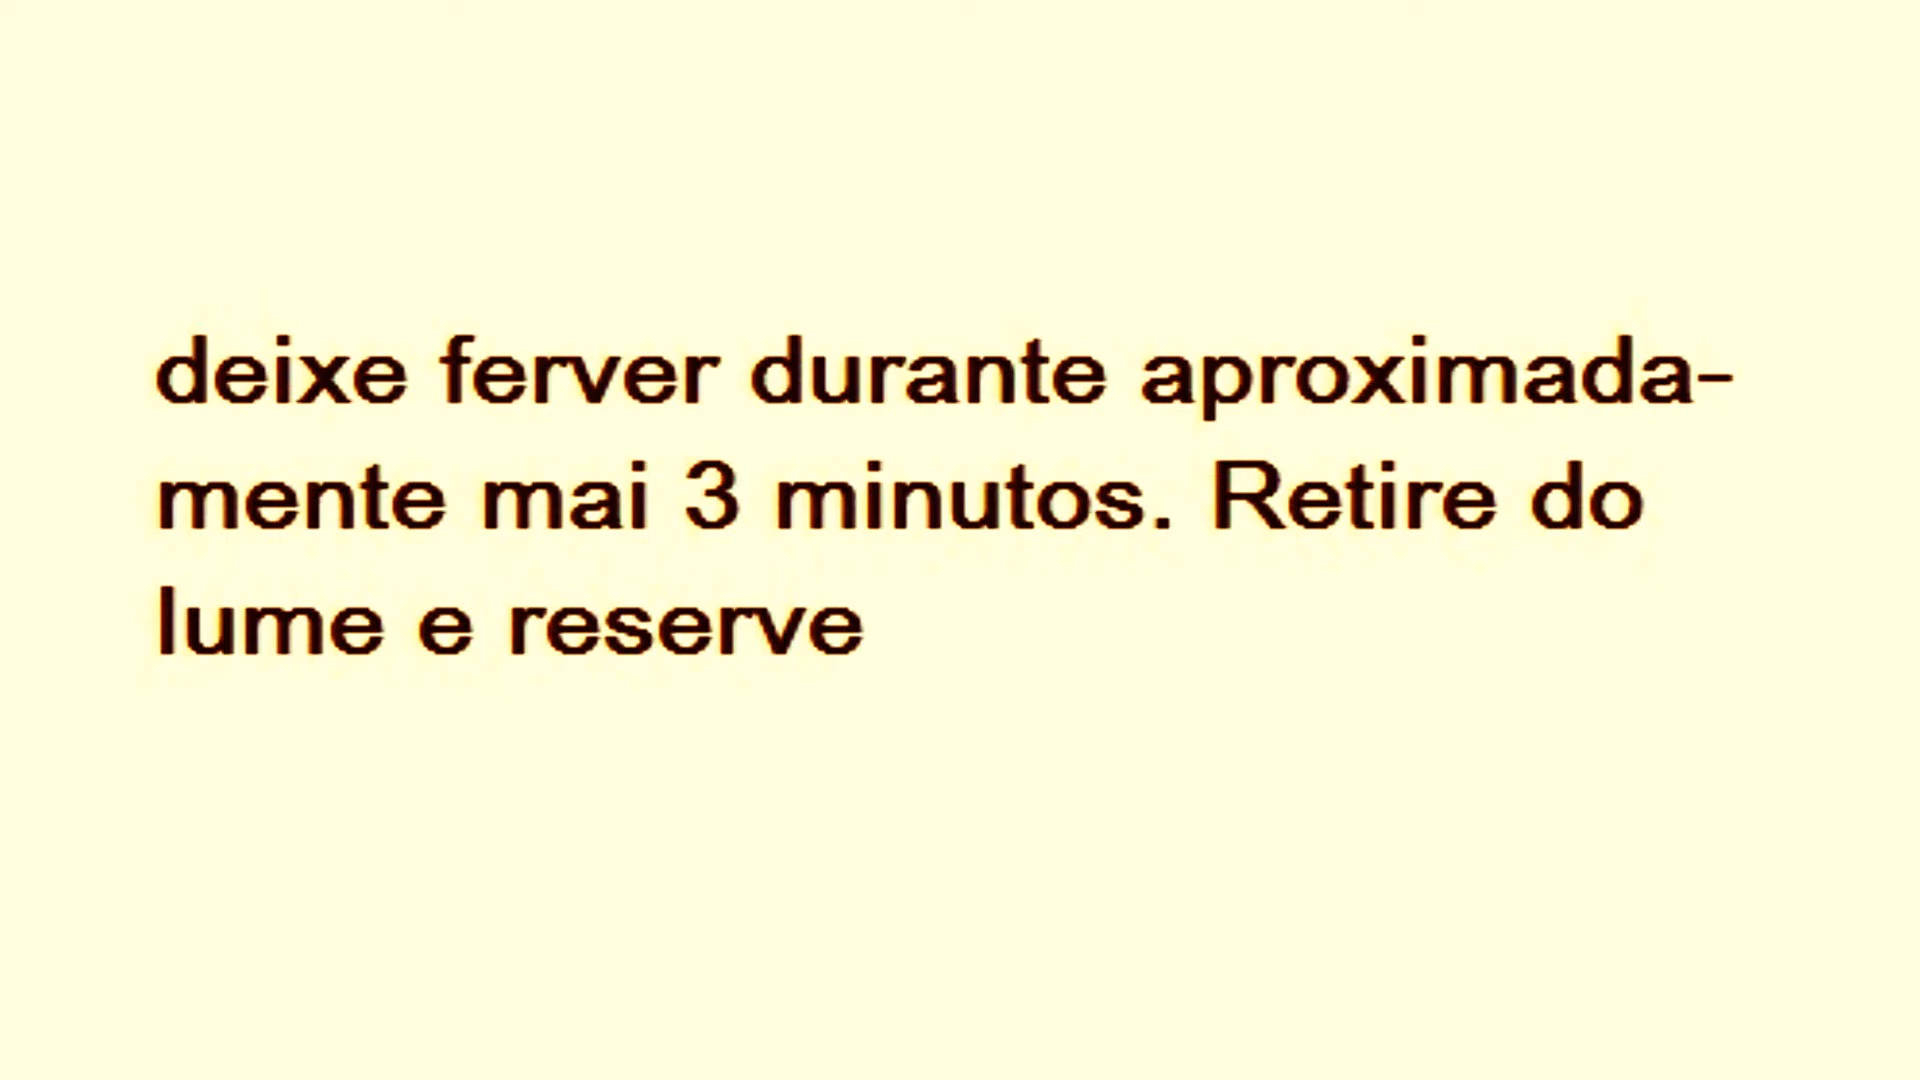 deixe ferver durante aproximada-
mente mai 3 minutos. Retire do
lume e reserve